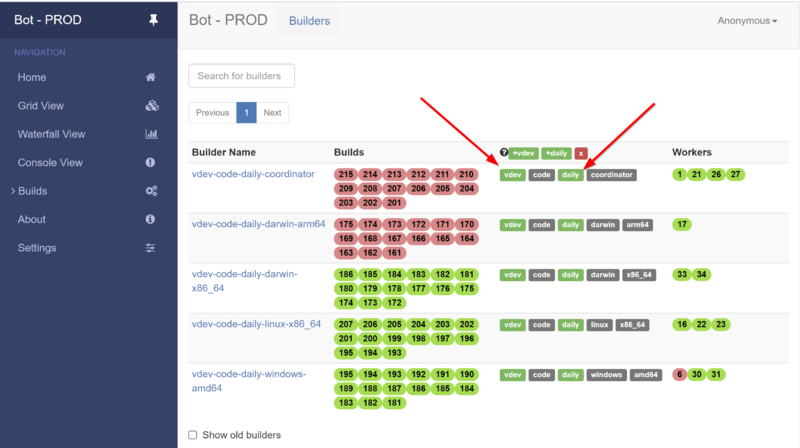 Bot - PROD
NAVIGATION
Home
Grid View
Waterfall View
Console View
Builds
About
Settings
Bot - PROD Builders Anonymous
Search for builders
Previous 1 Next
Builder Name Builds +vdev +daily x Workers
vdev-code-daily-coordinator 215 214 213 212 211 210 vdev code daily coordinator 1 21 26 27
209 208 207 206 205 204
203 202 201
vdev-code-daily-darwin-arm64 175 174 173 172 171 170 vdev code daily darwin arm64 17
169 168 167 166 165 164
163 162 161
vdev-code-daily-darwin- 186 185 184 183 182 181 vdev code daily darwin x86_64 33 34
x86_64 180 179 178 177 176 175
174 173 172
vdev-code-daily-linux-x86_64 207 206 205 204 203 202 vdev code daily linux x86_64 16 22 23
201 200 199 198 197 196
195 194 193
vdev-code-daily-windows- 195 194 193 192 191 190 vdev code daily windows amd64 6 30 31
amd64 189 188 187 186 185 184
183 182 181
Show old builders